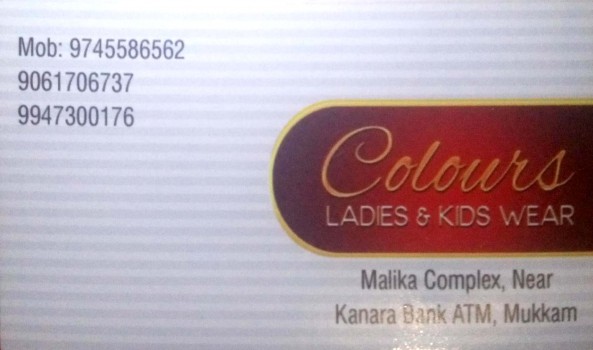 Mob: 9745586562
9061706737
9947300176
Colours
LADIES & KIDS WEAR
Malika Complex, Near
Kanara Bank ATM, Mukkam